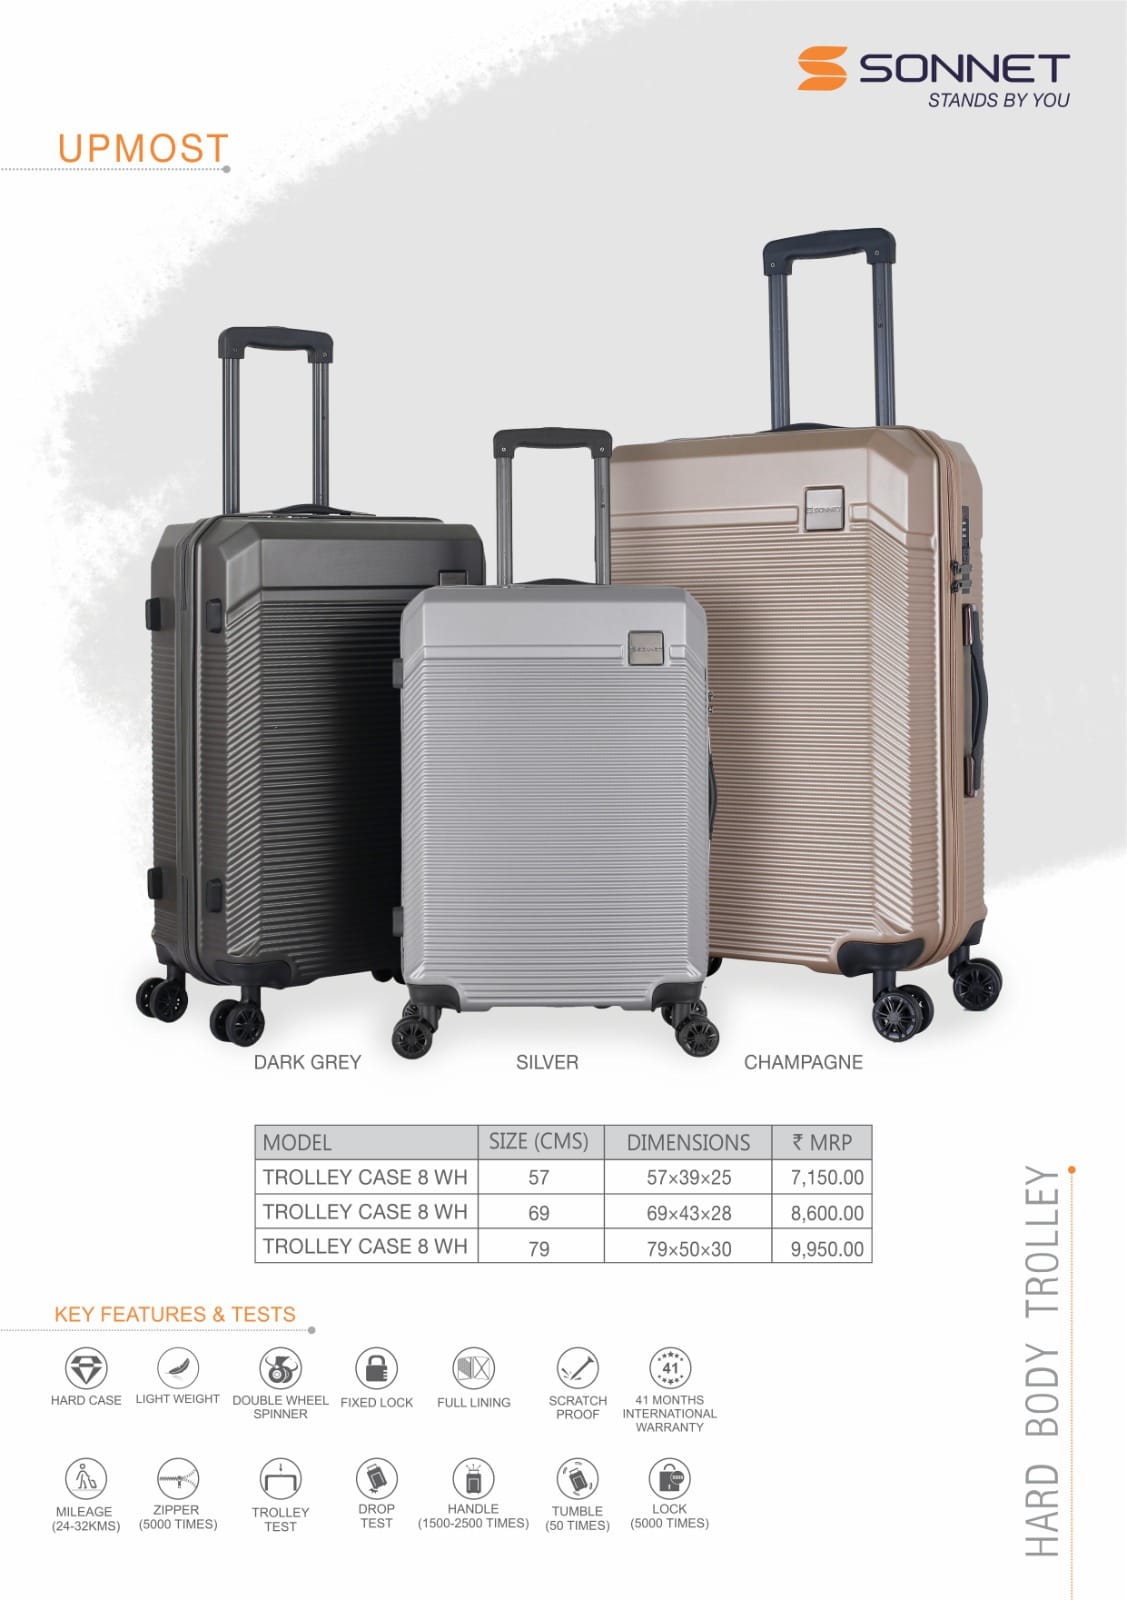 SONNET
STANDS BY YOU
UPMOST
SONNET
SONNET
DARK GREY
SILVER
CHAMPAGNE
MODEL SIZE (CMS) DIMENSIONS ₹ MRP
TROLLEY CASE 8 WH 57 57×39×25 7,150.00
TROLLEY CASE 8 WH 69 69×43×28 8,600.00
TROLLEY CASE 8 WH 79 79×50×30 9,950.00
HARD BODY TROLLEY
KEY FEATURES & TESTS
41
HARD CASE
LIGHT WEIGHT
DOUBLE WHEEL
SPINNER
FIXED LOCK
FULL LINING
SCRATCH
PROOF
41 MONTHS
INTERNATIONAL
WARRANTY
MILEAGE
(24-32KMS)
ZIPPER
(5000 TIMES)
TROLLEY
TEST
DROP
TEST
HANDLE
(1500-2500 TIMES)
TUMBLE
(50 TIMES)
LOCK
(5000 TIMES)